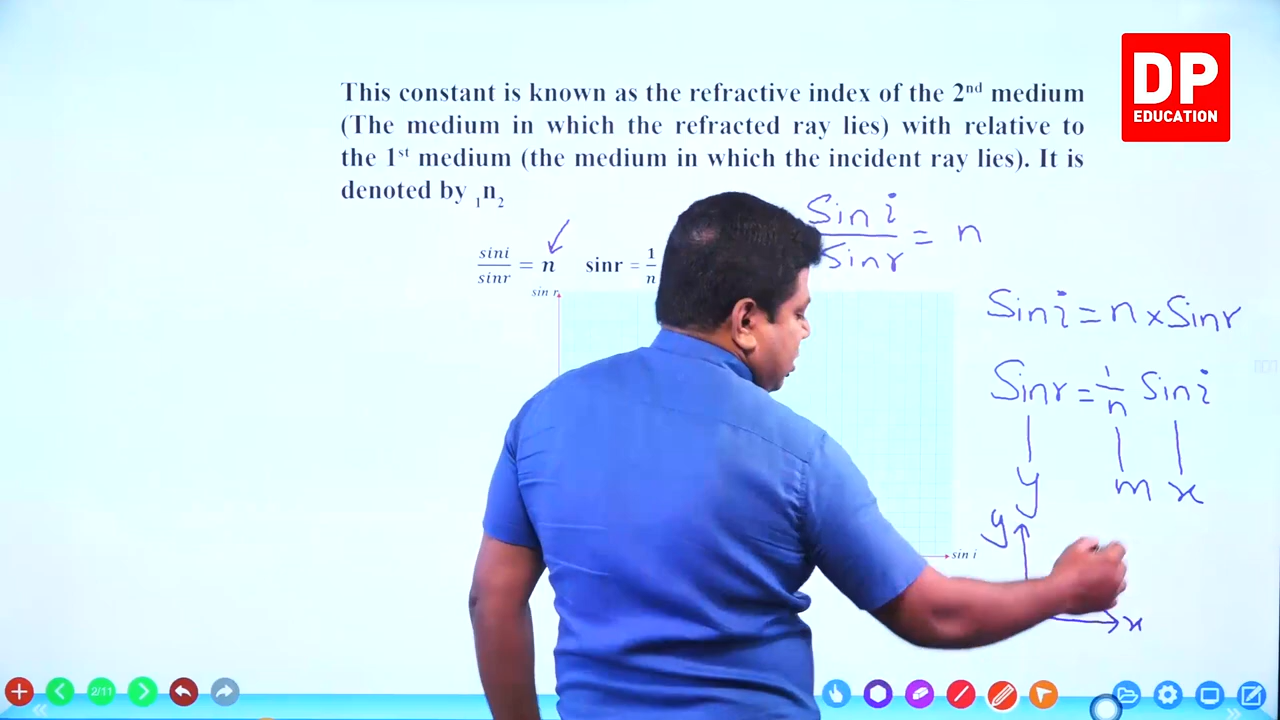 DP
EDUCATION
This constant is known as the refractive index of the 2nd medium
(The medium in which the refracted ray lies) with relative to
the 1st medium (the medium in which the incident ray lies). It is
denoted by ₁n₂
Sin i / Sin r = n
sini/sinr = n sinr = 1/n
sin r
Sin i = n × Sin r
Sin r = 1/n Sin i
y m x
y
sin i
x
2/11